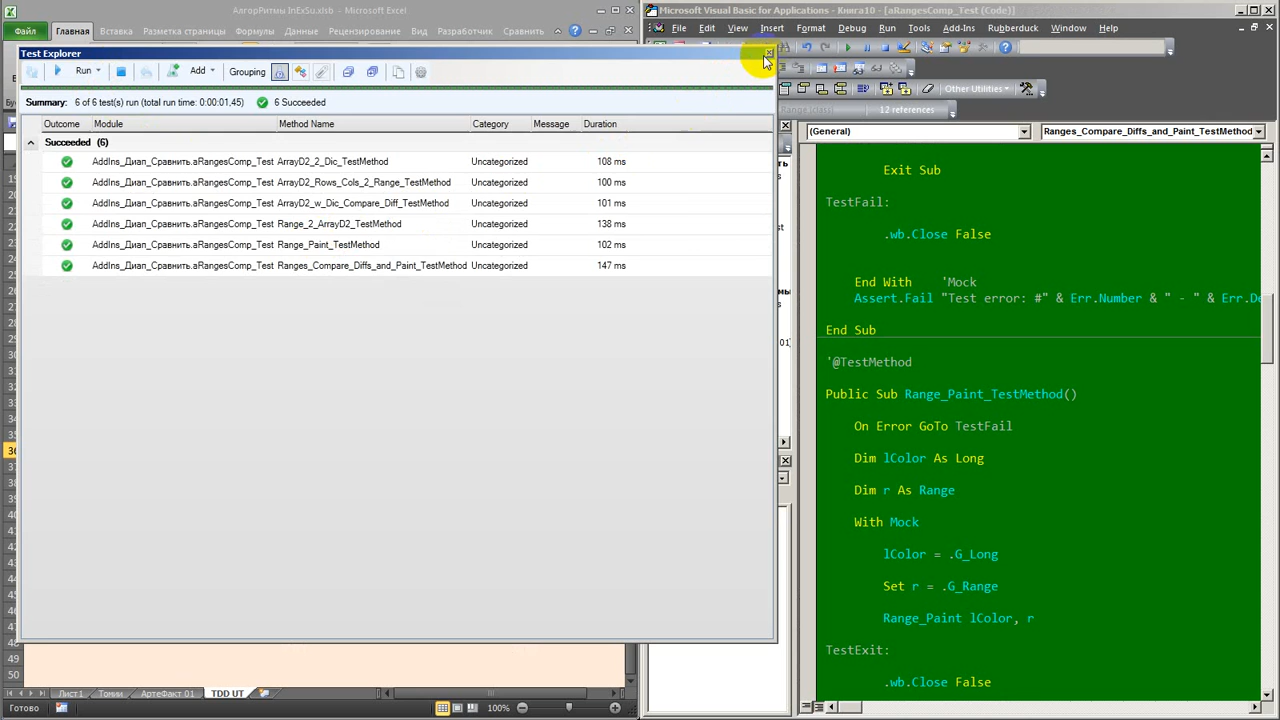 АлгорРитмы InExSu.xlsb - Microsoft Excel
Файл Главная Вставка Разметка страницы Формулы Данные Рецензирование Вид Разработчик Сравнить
Test Explorer
Run Add Grouping
Summary: 6 of 6 test(s) run (total run time: 0:00:01,45) 6 Succeeded
Outcome Module Method Name Category Message Duration
Succeeded (6)
AddIns_Диап_Сравнить.aRangesComp_Test ArrayD2_2_Dic_TestMethod Uncategorized 108 ms
AddIns_Диап_Сравнить.aRangesComp_Test ArrayD2_Rows_Cols_2_Range_TestMethod Uncategorized 100 ms
AddIns_Диап_Сравнить.aRangesComp_Test ArrayD2_w_Dic_Compare_Diff_TestMethod Uncategorized 101 ms
AddIns_Диап_Сравнить.aRangesComp_Test Range_2_ArrayD2_TestMethod Uncategorized 138 ms
AddIns_Диап_Сравнить.aRangesComp_Test Range_Paint_TestMethod Uncategorized 102 ms
AddIns_Диап_Сравнить.aRangesComp_Test Ranges_Compare_Diffs_and_Paint_TestMethod Uncategorized 147 ms
48
49
50
Лист1 Тонкий АртеФакт 01 TDD UT
Готово 100%
Microsoft Visual Basic for Applications - Книга10 - [aRangesComp_Test (Code)]
File Edit View Insert Format Debug Run Tools Add-Ins Rubberduck Window Help
Other Utilities
12 references
(General) Ranges_Compare_Diffs_and_Paint_TestMethod
Exit Sub
TestFail:
.wb.Close False
End With 'Mock
Assert.Fail "Test error: #" & Err.Number & " - " & Err.De
End Sub
'@TestMethod
Public Sub Range_Paint_TestMethod()
On Error GoTo TestFail
Dim lColor As Long
Dim r As Range
With Mock
lColor = .G_Long
Set r = .G_Range
Range_Paint lColor, r
TestExit:
.wb.Close False